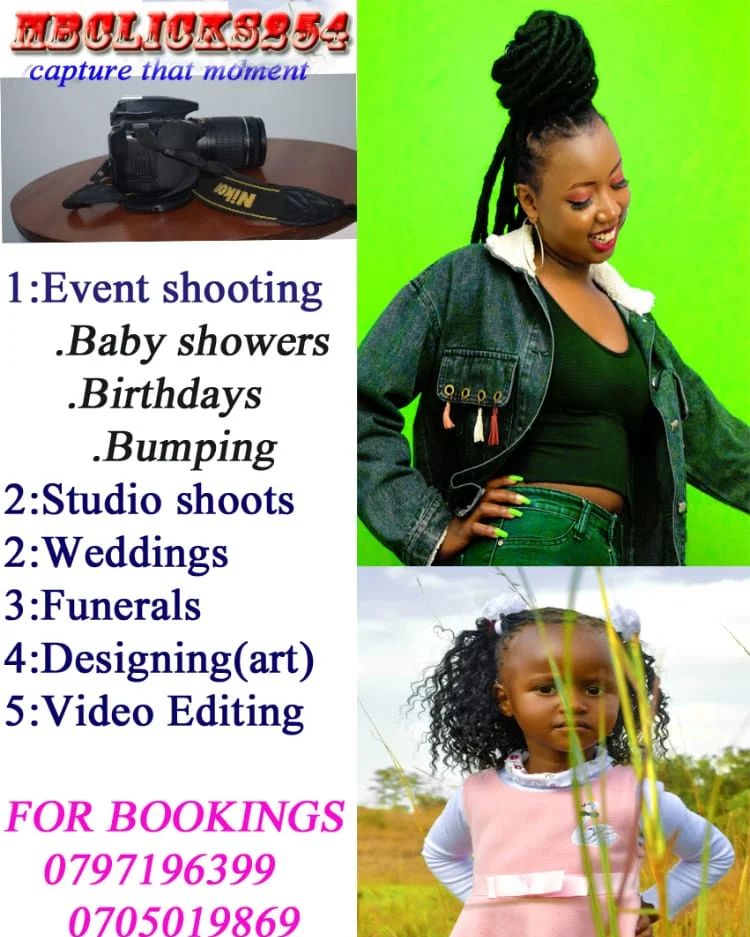 MBCLICKS254
capture that moment
Nikon
1:Event shooting
.Baby showers
.Birthdays
.Bumping
2:Studio shoots
2:Weddings
3:Funerals
4:Designing(art)
5:Video Editing
FOR BOOKINGS
0797196399
0705019869